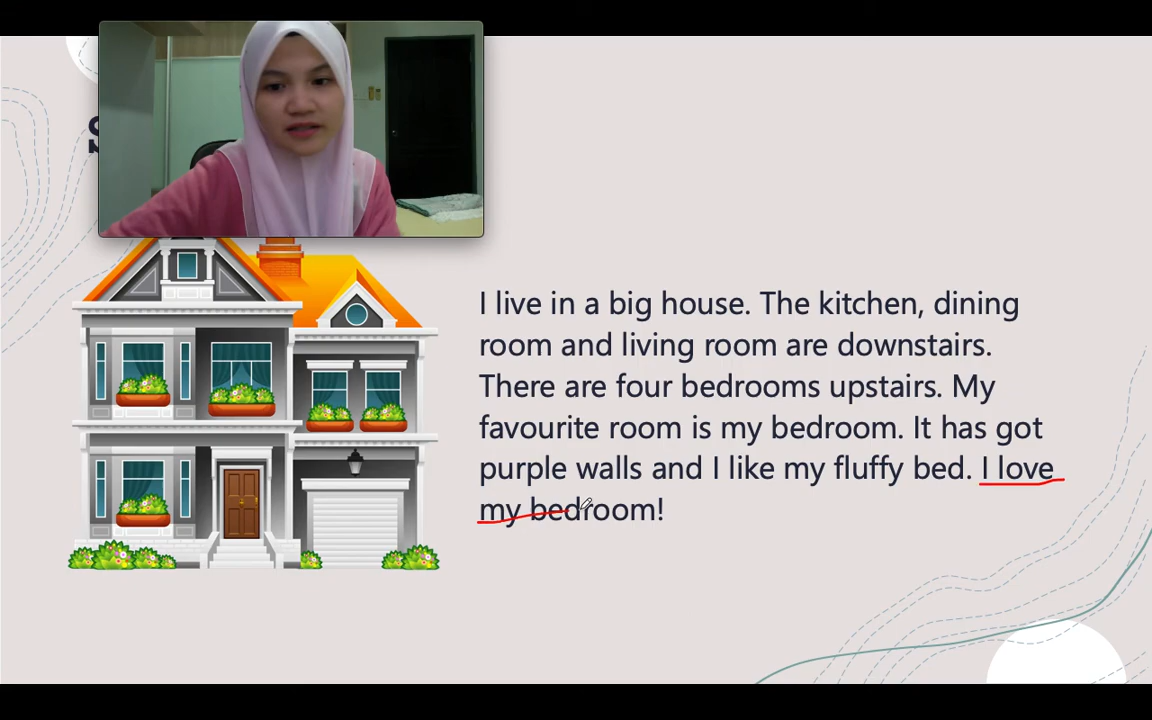 S
I live in a big house. The kitchen, dining
room and living room are downstairs.
There are four bedrooms upstairs. My
favourite room is my bedroom. It has got
purple walls and I like my fluffy bed. I love
my bedroom!